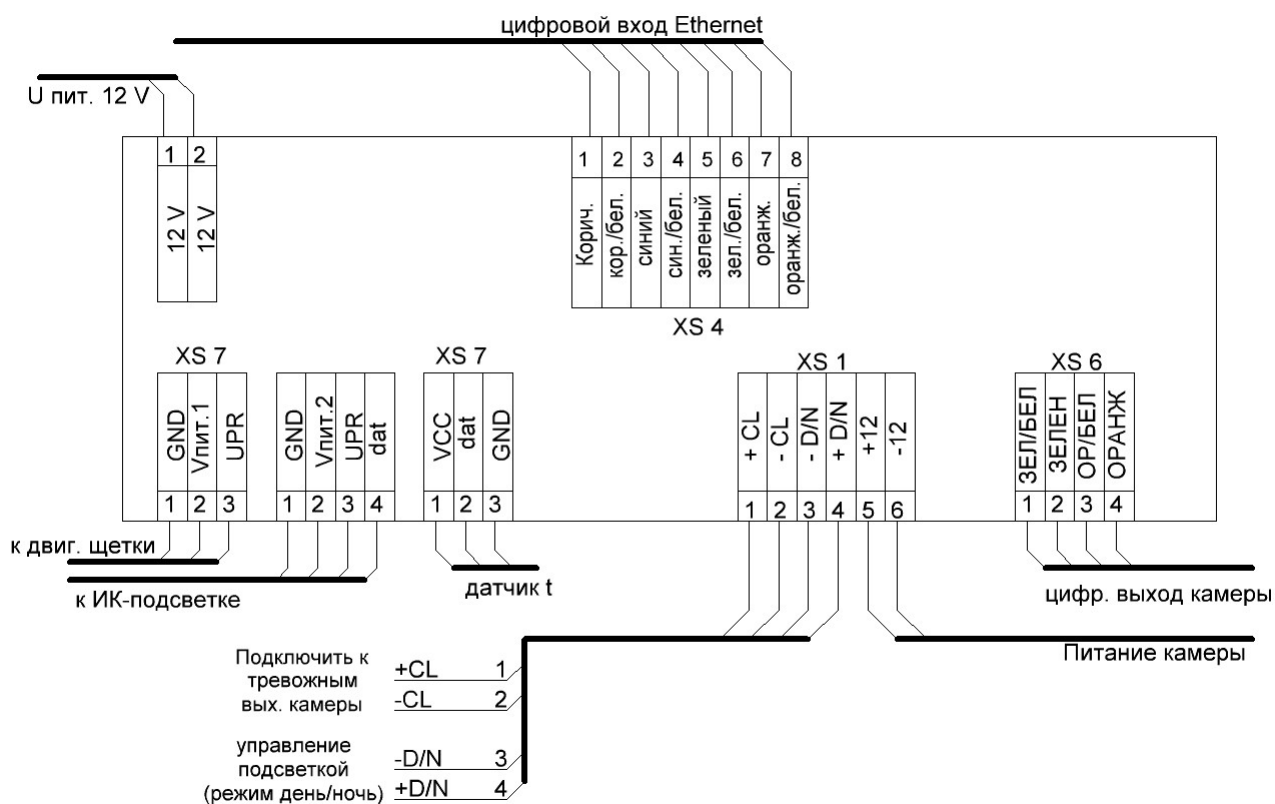 цифровой вход Ethernet
U пит. 12 V
1 2
12 V 12 V
1 2 3 4 5 6 7 8
Корич. кор./бел. синий син./бел. зеленый зел./бел. оранж. оранж./бел.
XS 4
XS 7
GND Vпит.1 UPR
1 2 3
GND Vпит.2 UPR dat
1 2 3 4
XS 7
VCC dat GND
1 2 3
XS 1
+ CL - CL - D/N + D/N +12 -12
1 2 3 4 5 6
XS 6
ЗЕЛ/БЕЛ ЗЕЛЕН ОР/БЕЛ ОРАНЖ
1 2 3 4
к двиг. щетки
к ИК-подсветке
датчик t
цифр. выход камеры
Питание камеры
Подключить к
тревожным
вых. камеры
+CL 1
-CL 2
управление
подсветкой
(режим день/ночь)
-D/N 3
+D/N 4